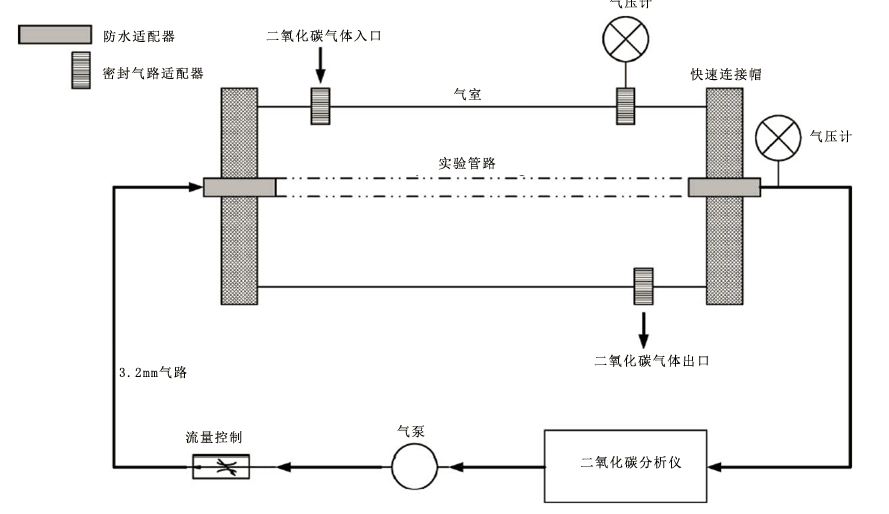 气压计
防水适配器
二氧化碳气体入口
密封气路适配器
快速连接帽
气室
气压计
实验管路
二氧化碳气体出口
3.2mm气路
流量控制
气泵
二氧化碳分析仪